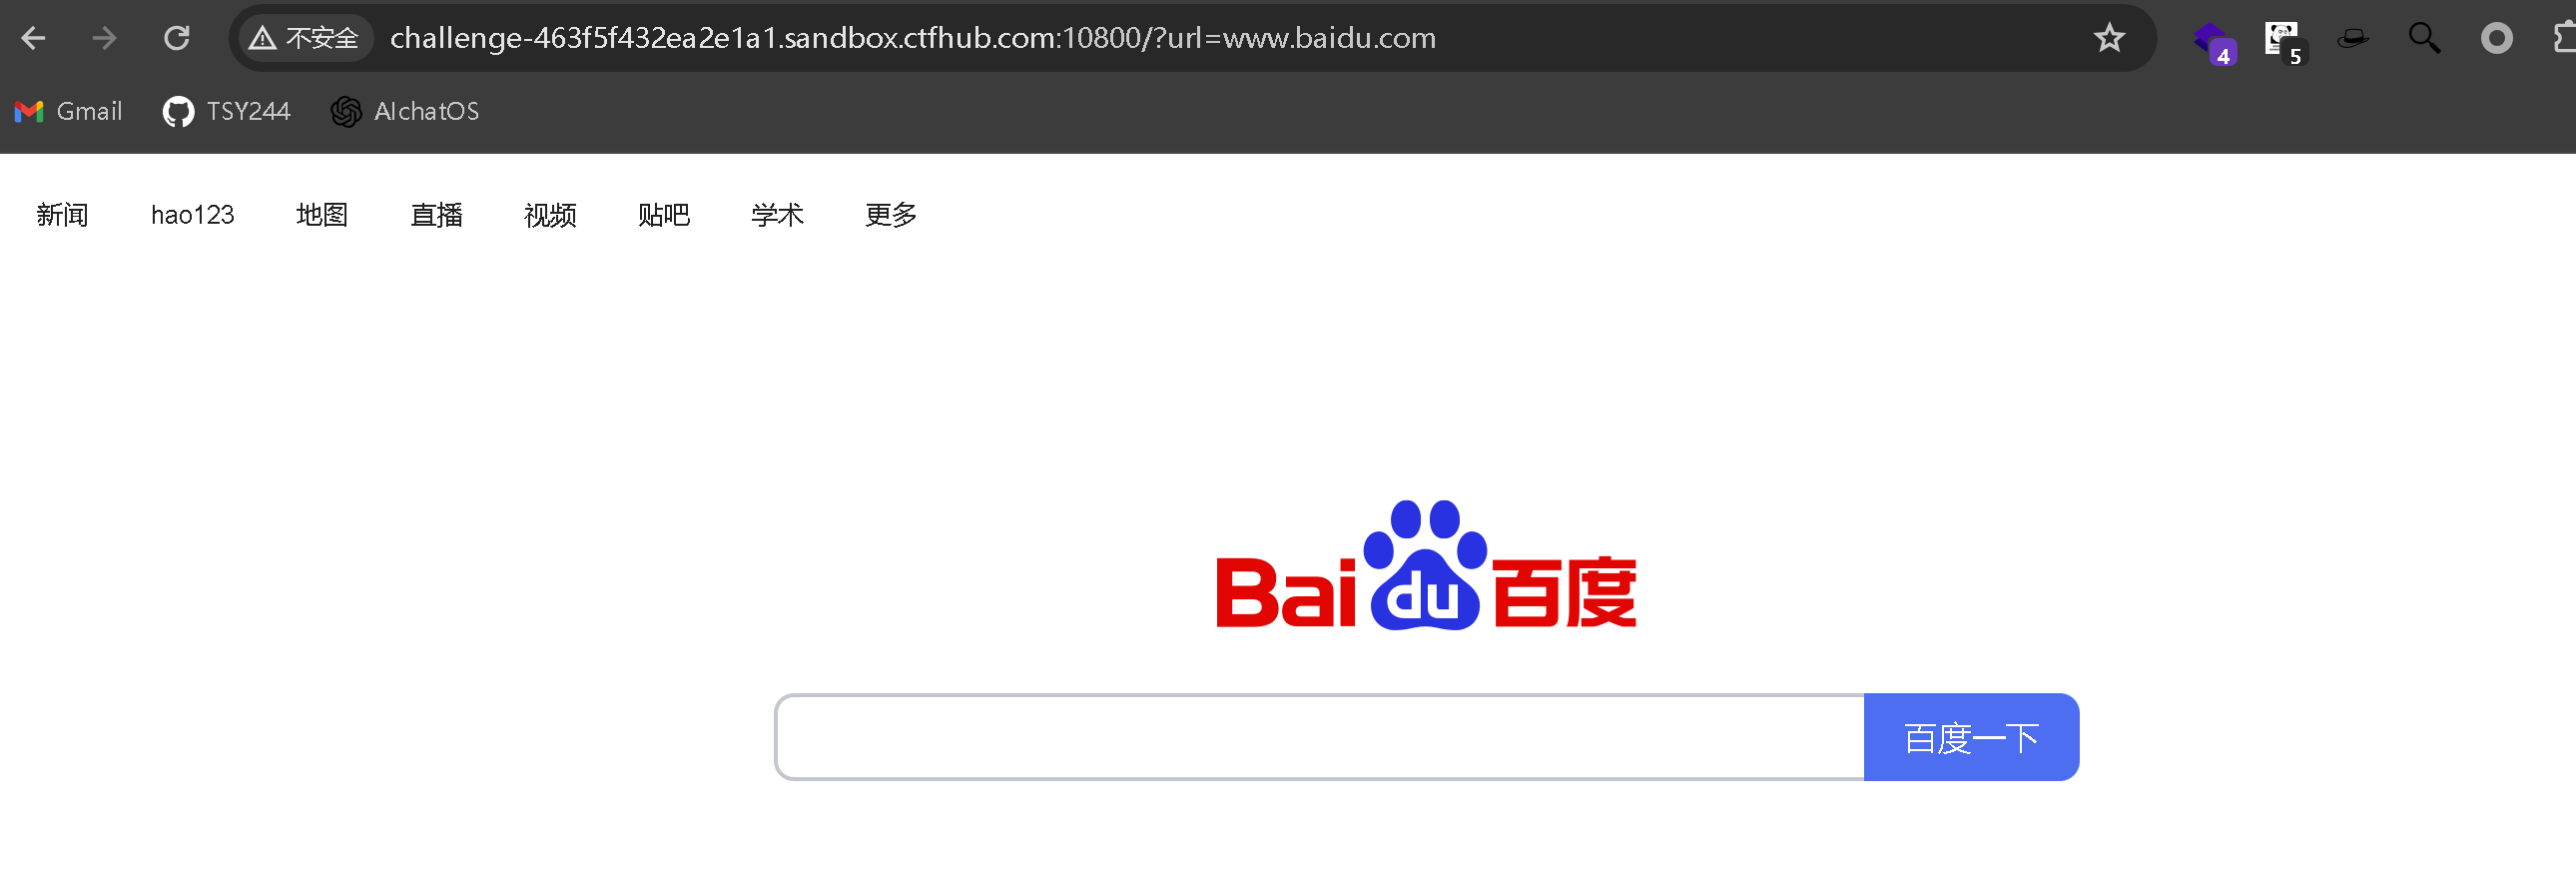 不安全 challenge-463f5f432ea2e1a1.sandbox.ctfhub.com:10800/?url=www.baidu.com 4 5
Gmail TSY244 AIchatOS
新闻 hao123 地图 直播 视频 贴吧 学术 更多
Bai du 百度
百度一下